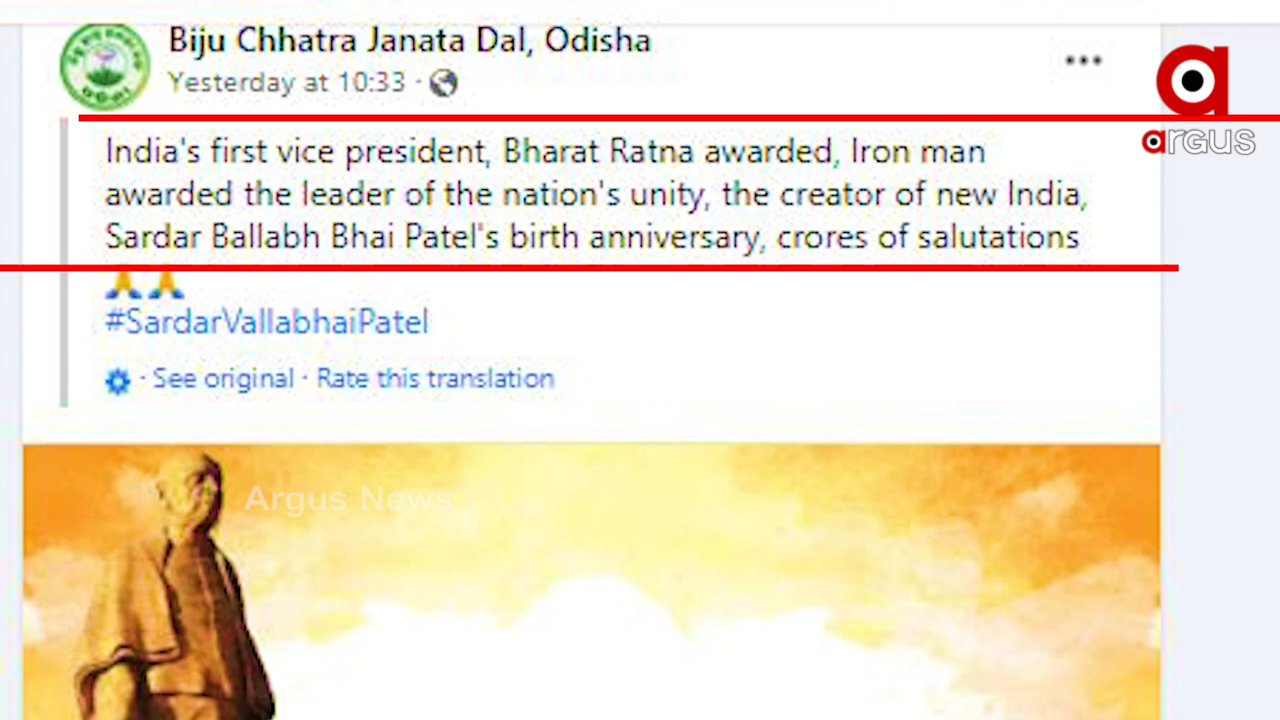 Biju Chhatra Janata Dal, Odisha
Yesterday at 10:33 ·
argus
India's first vice president, Bharat Ratna awarded, Iron man
awarded the leader of the nation's unity, the creator of new India,
Sardar Ballabh Bhai Patel's birth anniversary, crores of salutations
#SardarVallabhaiPatel
· See original · Rate this translation
Argus News